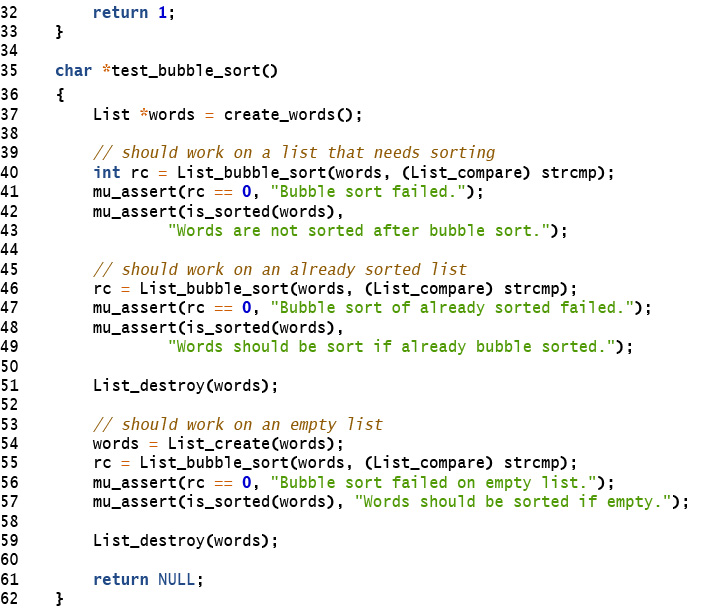 32        return 1;
33    }
34
35    char *test_bubble_sort()
36    {
37        List *words = create_words();
38
39        // should work on a list that needs sorting
40        int rc = List_bubble_sort(words, (List_compare) strcmp);
41        mu_assert(rc == 0, "Bubble sort failed.");
42        mu_assert(is_sorted(words),
43                "Words are not sorted after bubble sort.");
44
45        // should work on an already sorted list
46        rc = List_bubble_sort(words, (List_compare) strcmp);
47        mu_assert(rc == 0, "Bubble sort of already sorted failed.");
48        mu_assert(is_sorted(words),
49                "Words should be sort if already bubble sorted.");
50
51        List_destroy(words);
52
53        // should work on an empty list
54        words = List_create(words);
55        rc = List_bubble_sort(words, (List_compare) strcmp);
56        mu_assert(rc == 0, "Bubble sort failed on empty list.");
57        mu_assert(is_sorted(words), "Words should be sorted if empty.");
58
59        List_destroy(words);
60
61        return NULL;
62    }